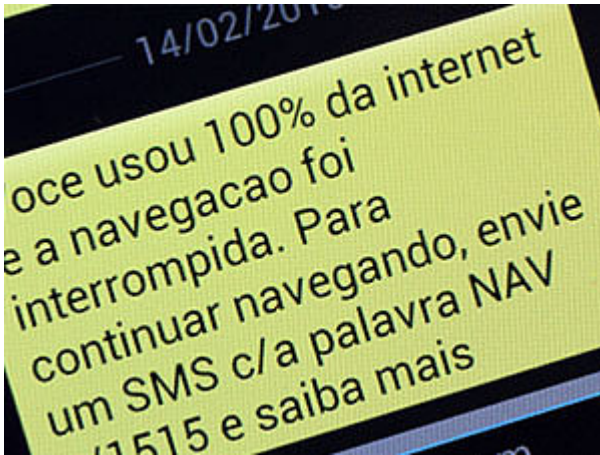 14/02/201
oce usou 100% da internet
e a navegacao foi
interrompida. Para
continuar navegando, envie
um SMS c/a palavra NAV
/1515 e saiba mais